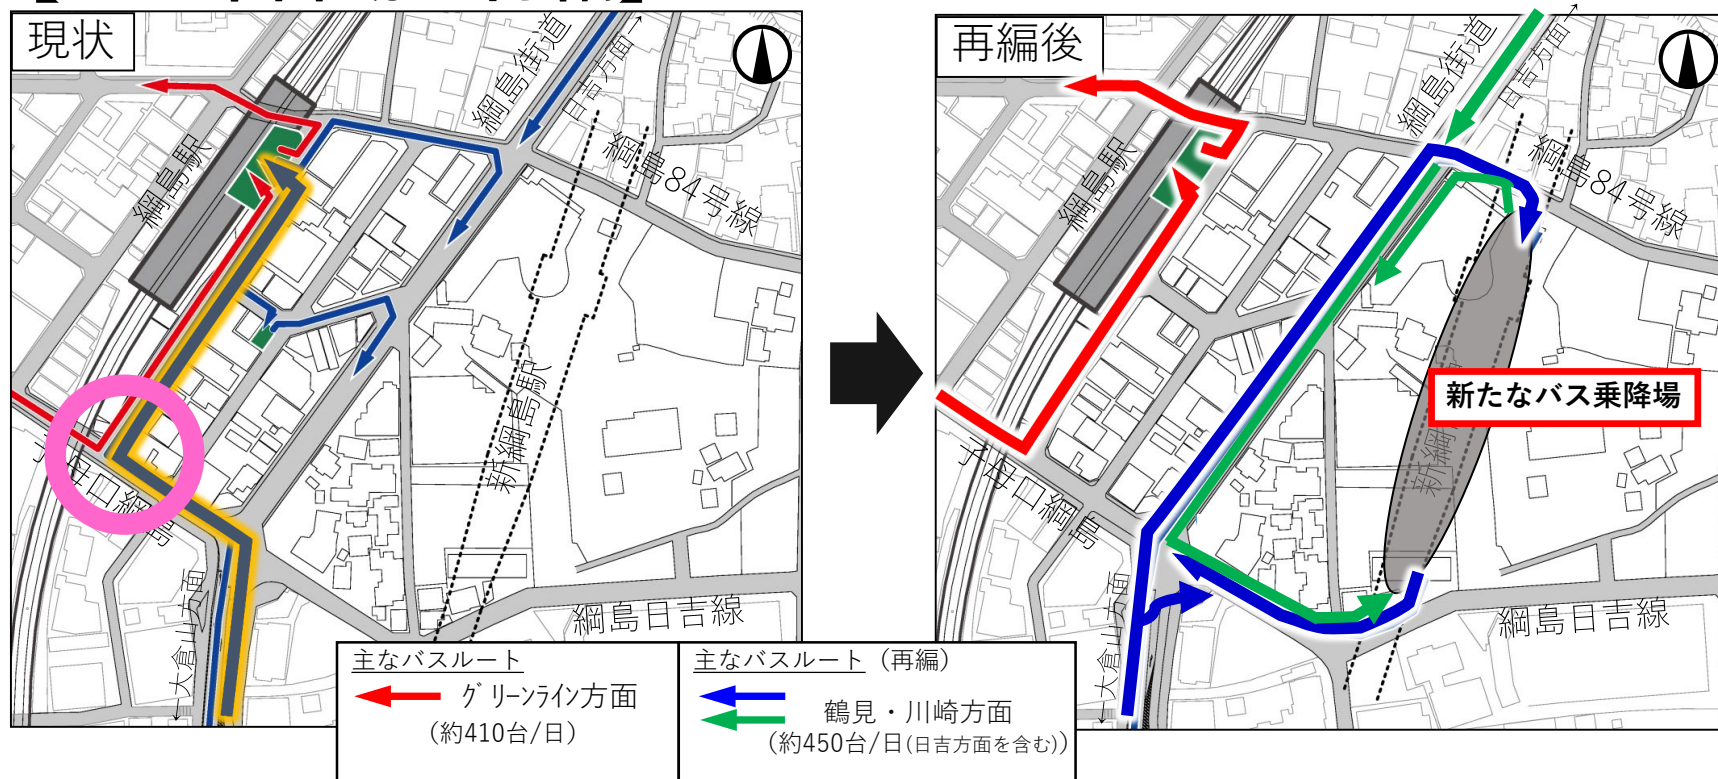 現状
綱島街道
日吉方面→
綱島駅
綱島84号線
新綱島駅
子母口綱島
←大倉山方面
綱島日吉線
再編後
綱島街道
日吉方面→
綱島駅
綱島84号線
新たなバス乗降場
新綱島駅
子母口綱島
←大倉山方面
綱島日吉線
主なバスルート
グリーンライン方面
(約410台/日)
主なバスルート (再編)
鶴見・川崎方面
(約450台/日(日吉方面を含む))